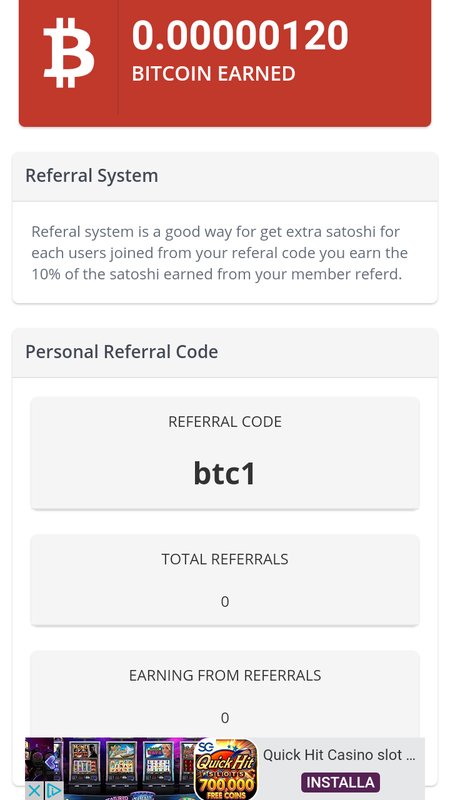 0.00000120
BITCOIN EARNED
Referral System
Referal system is a good way for get extra satoshi for
each users joined from your referal code you earn the
10% of the satoshi earned from your member referd.
Personal Referral Code
REFERRAL CODE
btc1
TOTAL REFERRALS
0
EARNING FROM REFERRALS
0
SG
Quick Hit
SLOTS
700,000
FREE COINS
Quick Hit Casino slot ...
INSTALLA